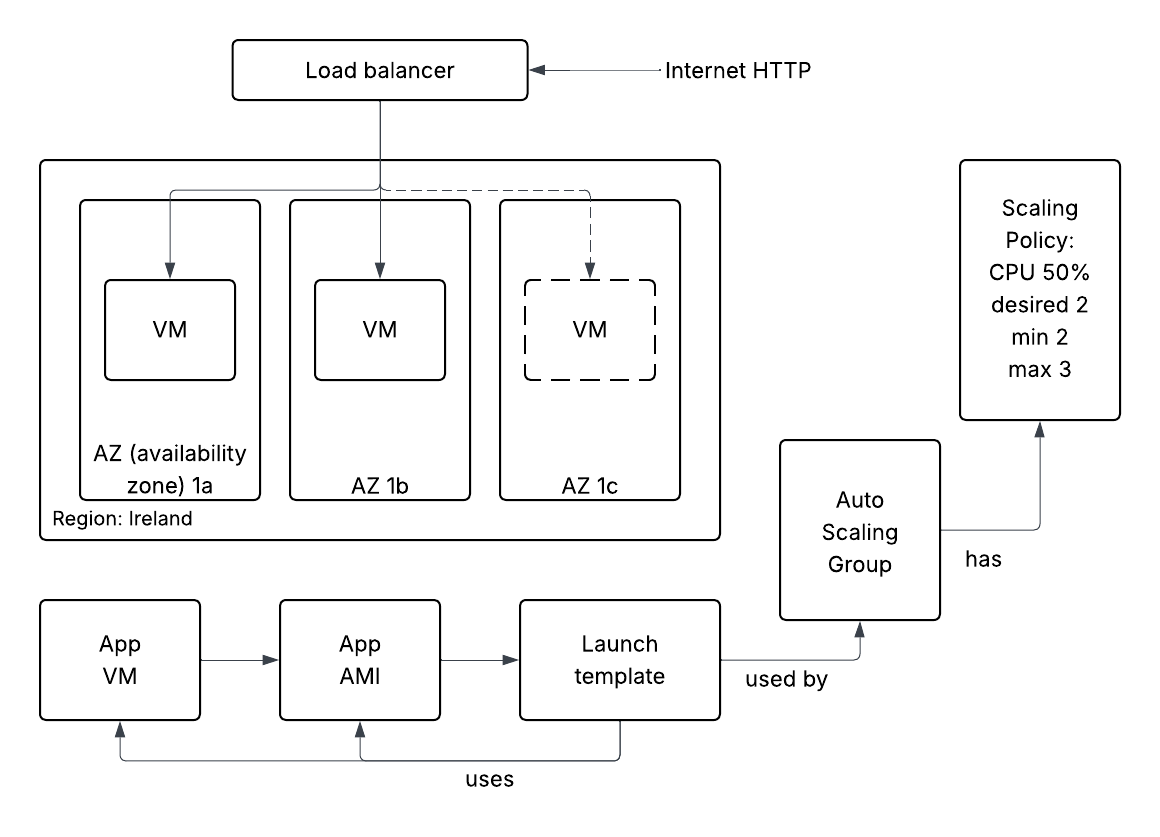 Load balancer
Internet HTTP
Scaling
Policy:
CPU 50%
desired 2
min 2
max 3
VM
VM
VM
AZ (availability
zone) 1a
AZ 1b
AZ 1c
Region: Ireland
Auto
Scaling
Group
has
App
VM
App
AMI
Launch
template
used by
uses